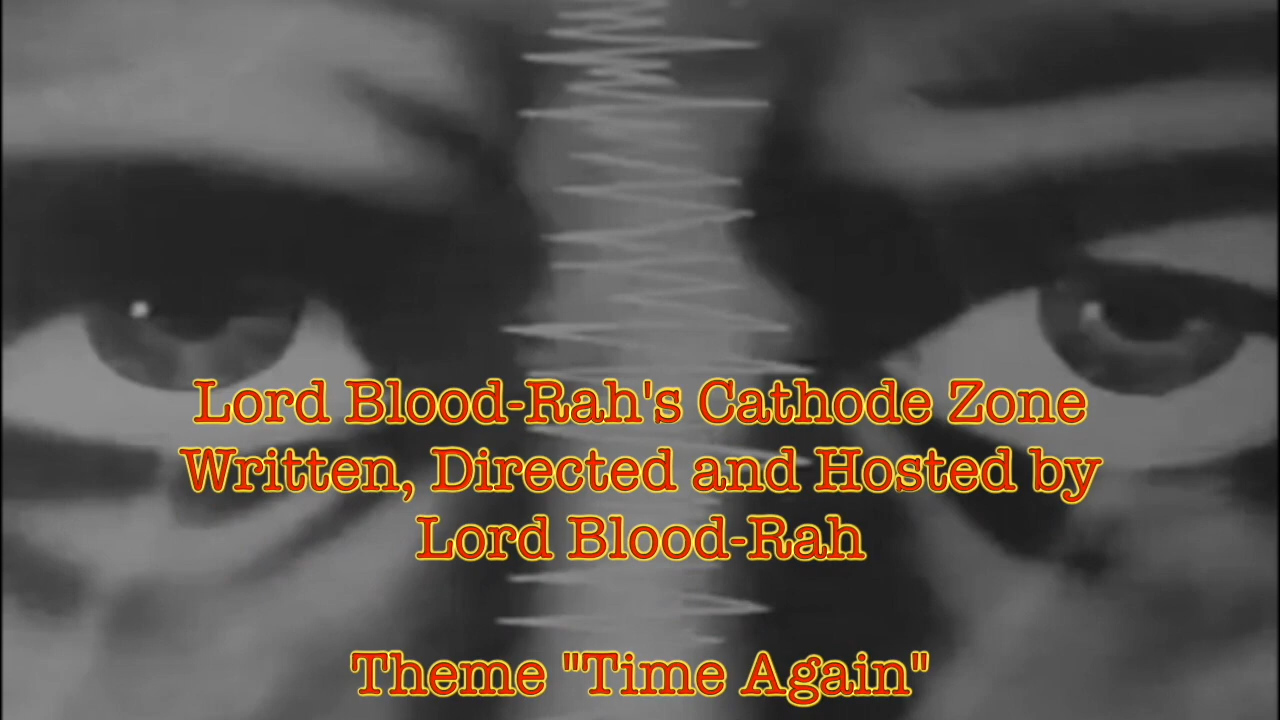 Lord Blood-Rah's Cathode Zone
Written, Directed and Hosted by
Lord Blood-Rah
Theme "Time Again"